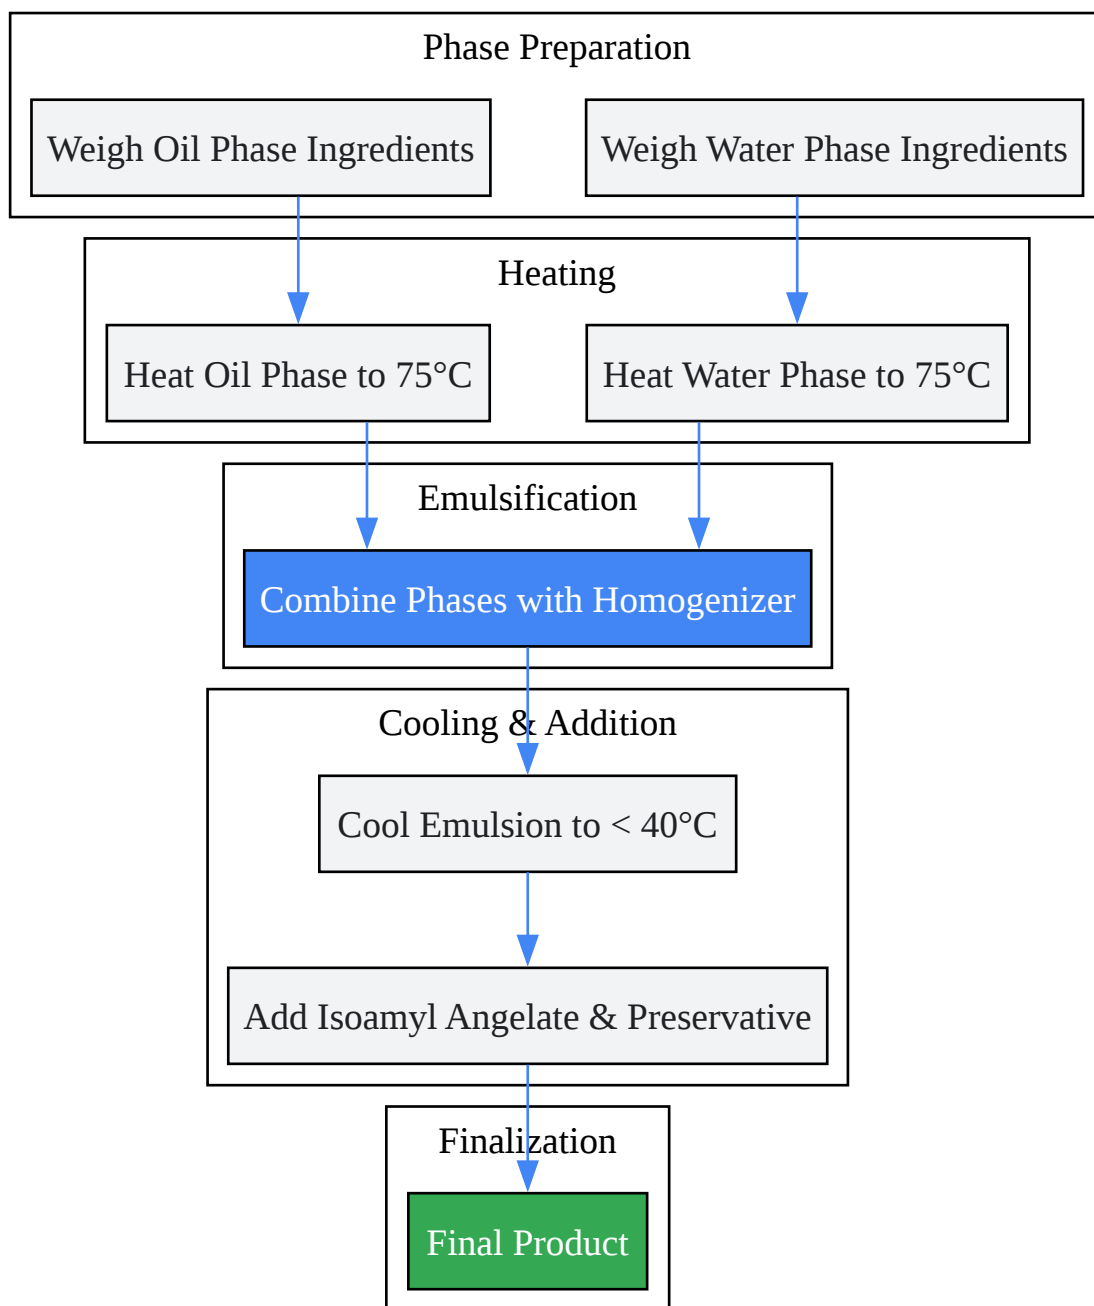 Phase Preparation
Weigh Oil Phase Ingredients
Weigh Water Phase Ingredients
Heating
Heat Oil Phase to 75°C
Heat Water Phase to 75°C
Emulsification
Combine Phases with Homogenizer
Cooling & Addition
Cool Emulsion to < 40°C
Add Isoamyl Angelate & Preservative
Finalization
Final Product